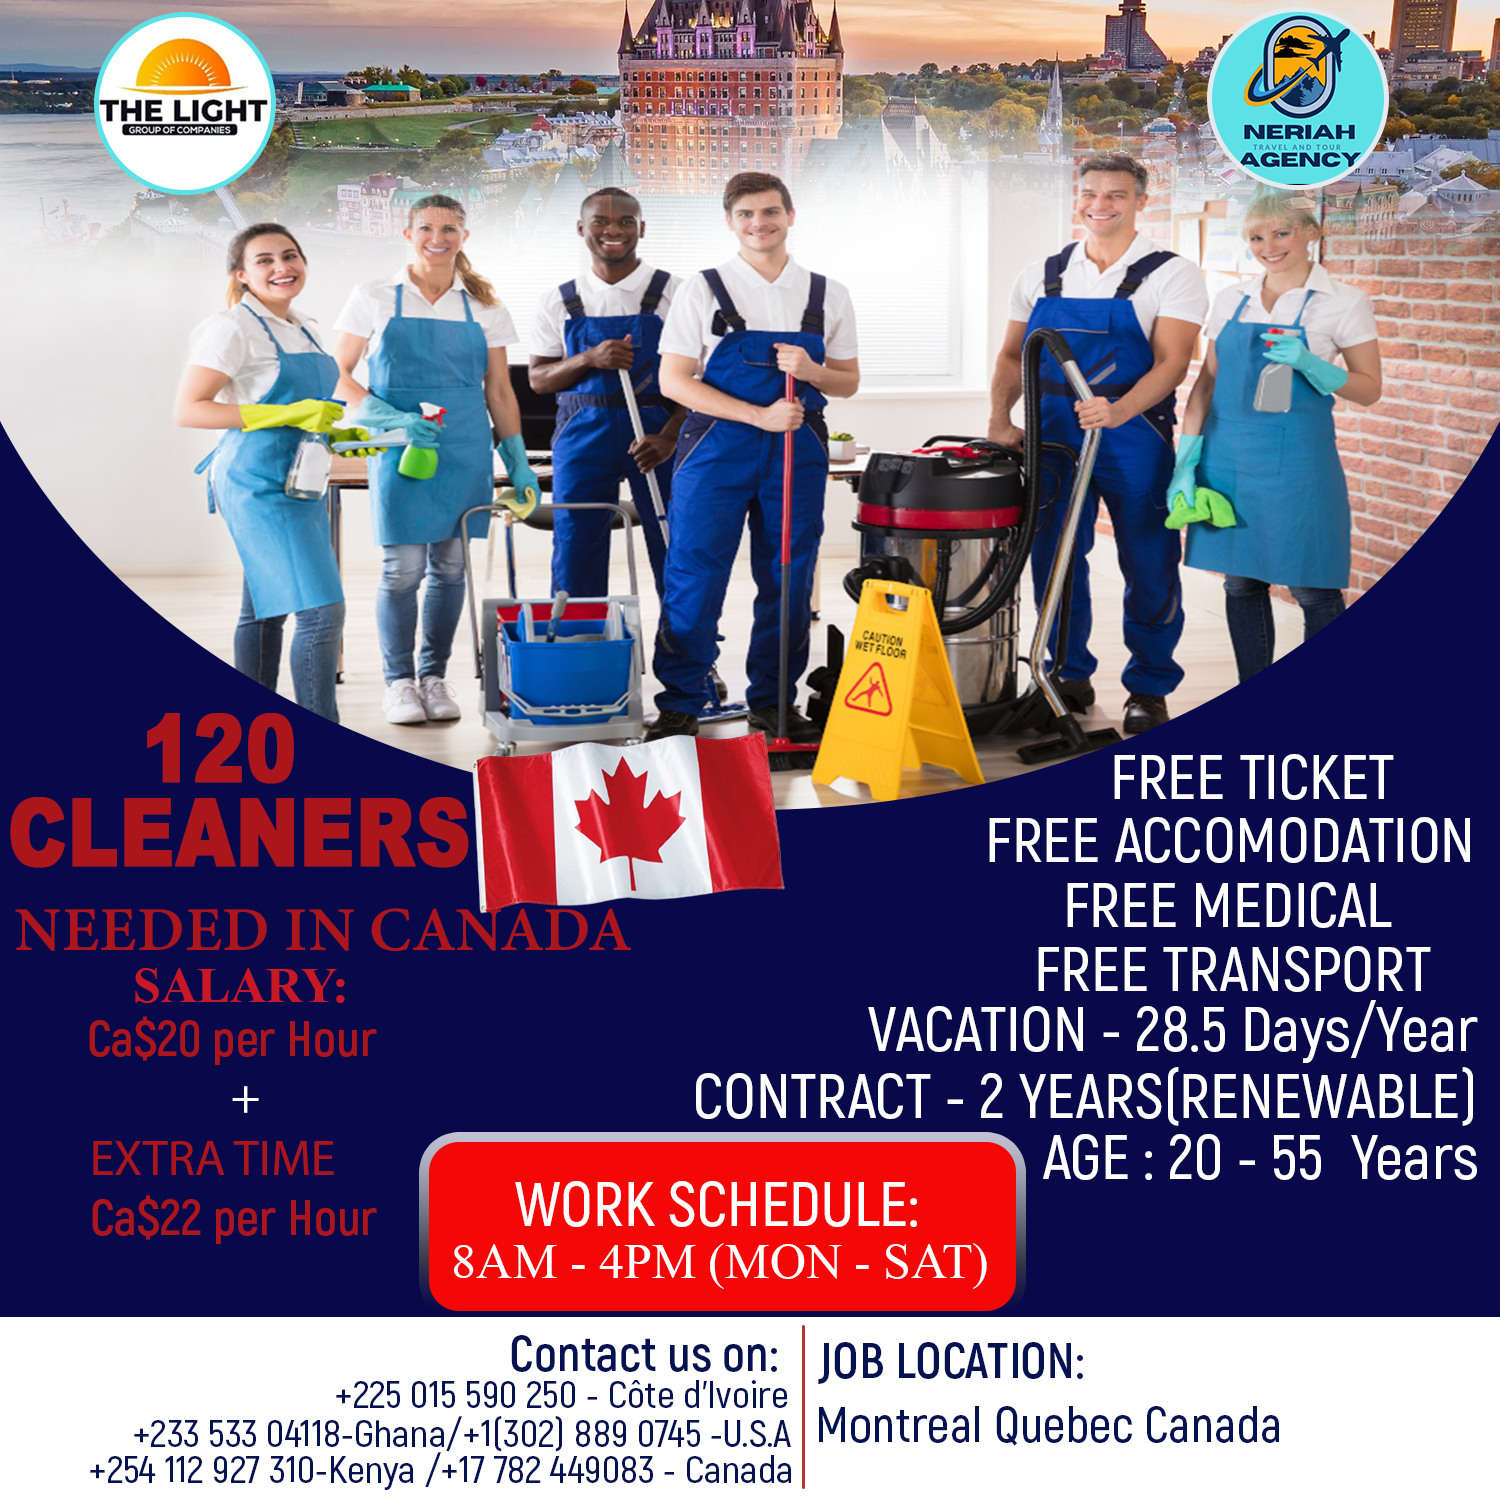 THE LIGHT
GROUP OF COMPANIES
NERIAH
TRAVEL AND TOUR
AGENCY
CAUTION
WET FLOOR
120
CLEANERS
NEEDED IN CANADA
SALARY:
Ca$20 per Hour
+
EXTRA TIME
Ca$22 per Hour
FREE TICKET
FREE ACCOMODATION
FREE MEDICAL
FREE TRANSPORT
VACATION - 28.5 Days/Year
CONTRACT - 2 YEARS(RENEWABLE)
AGE : 20 - 55 Years
WORK SCHEDULE:
8AM - 4PM (MON - SAT)
Contact us on:
+225 015 590 250 - Côte d'Ivoire
+233 533 04118-Ghana/+1(302) 889 0745 -U.S.A
+254 112 927 310-Kenya /+17 782 449083 - Canada
JOB LOCATION:
Montreal Quebec Canada